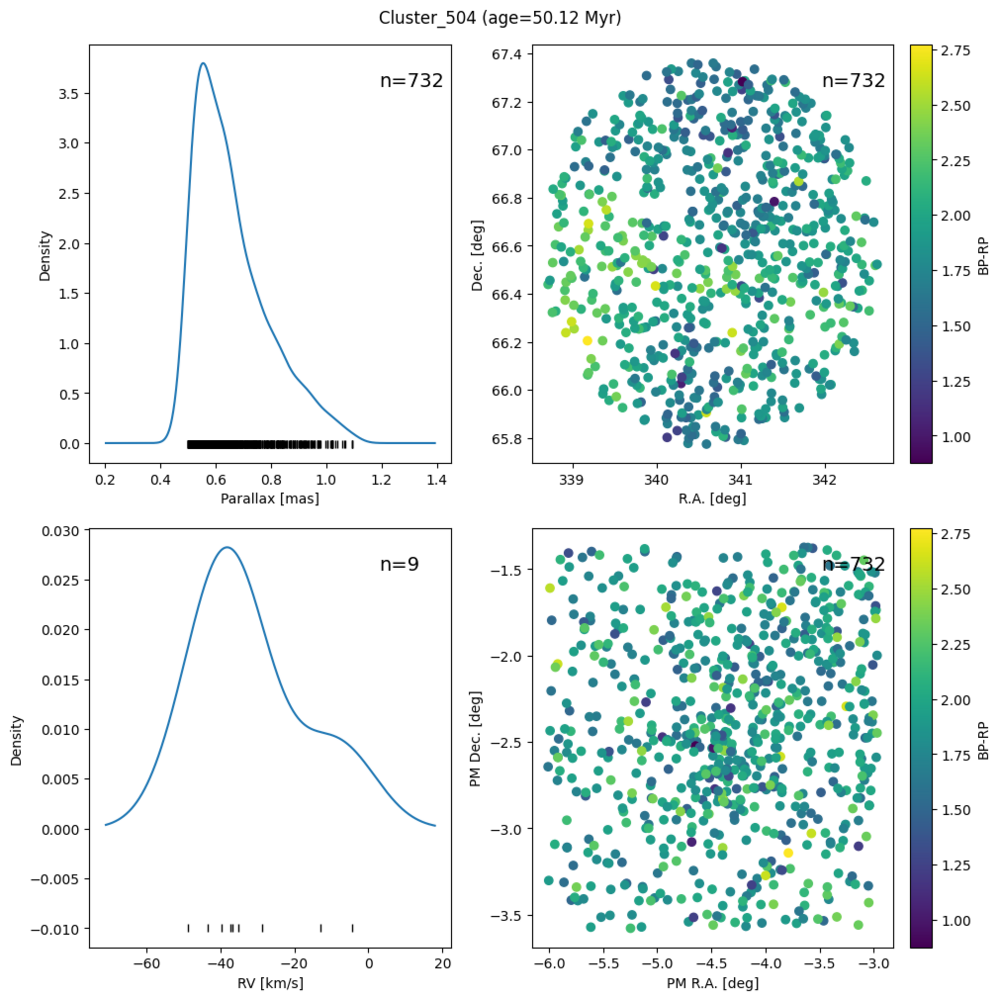 Cluster_504 (age=50.12 Myr)
n=732
Density
3.5
3.0
2.5
2.0
1.5
1.0
0.5
0.0
0.2 0.4 0.6 0.8 1.0 1.2 1.4
Parallax [mas]
n=732
Dec. [deg]
67.4
67.2
67.0
66.8
66.6
66.4
66.2
66.0
65.8
339 340 341 342
R.A. [deg]
2.75
2.50
2.25
2.00
1.75
1.50
1.25
1.00
BP-RP
n=9
Density
0.030
0.025
0.020
0.015
0.010
0.005
0.000
−0.005
−0.010
−60 −40 −20 0 20
RV [km/s]
n=732
PM Dec. [deg]
−1.5
−2.0
−2.5
−3.0
−3.5
−6.0 −5.5 −5.0 −4.5 −4.0 −3.5 −3.0
PM R.A. [deg]
2.75
2.50
2.25
2.00
1.75
1.50
1.25
1.00
BP-RP